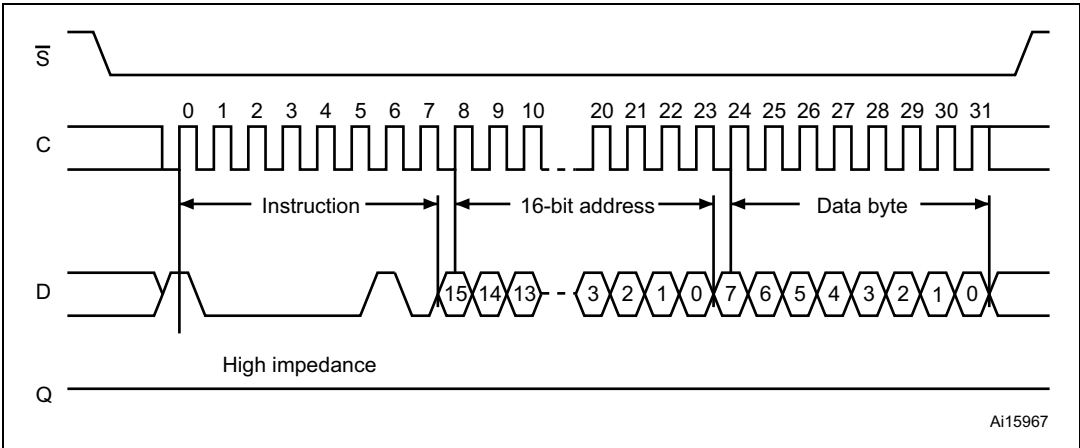 S̅
0 1 2 3 4 5 6 7 8 9 10 20 21 22 23 24 25 26 27 28 29 30 31
C
Instruction 16-bit address Data byte
D
15 14 13 3 2 1 0 7 6 5 4 3 2 1 0
High impedance
Q
Ai15967